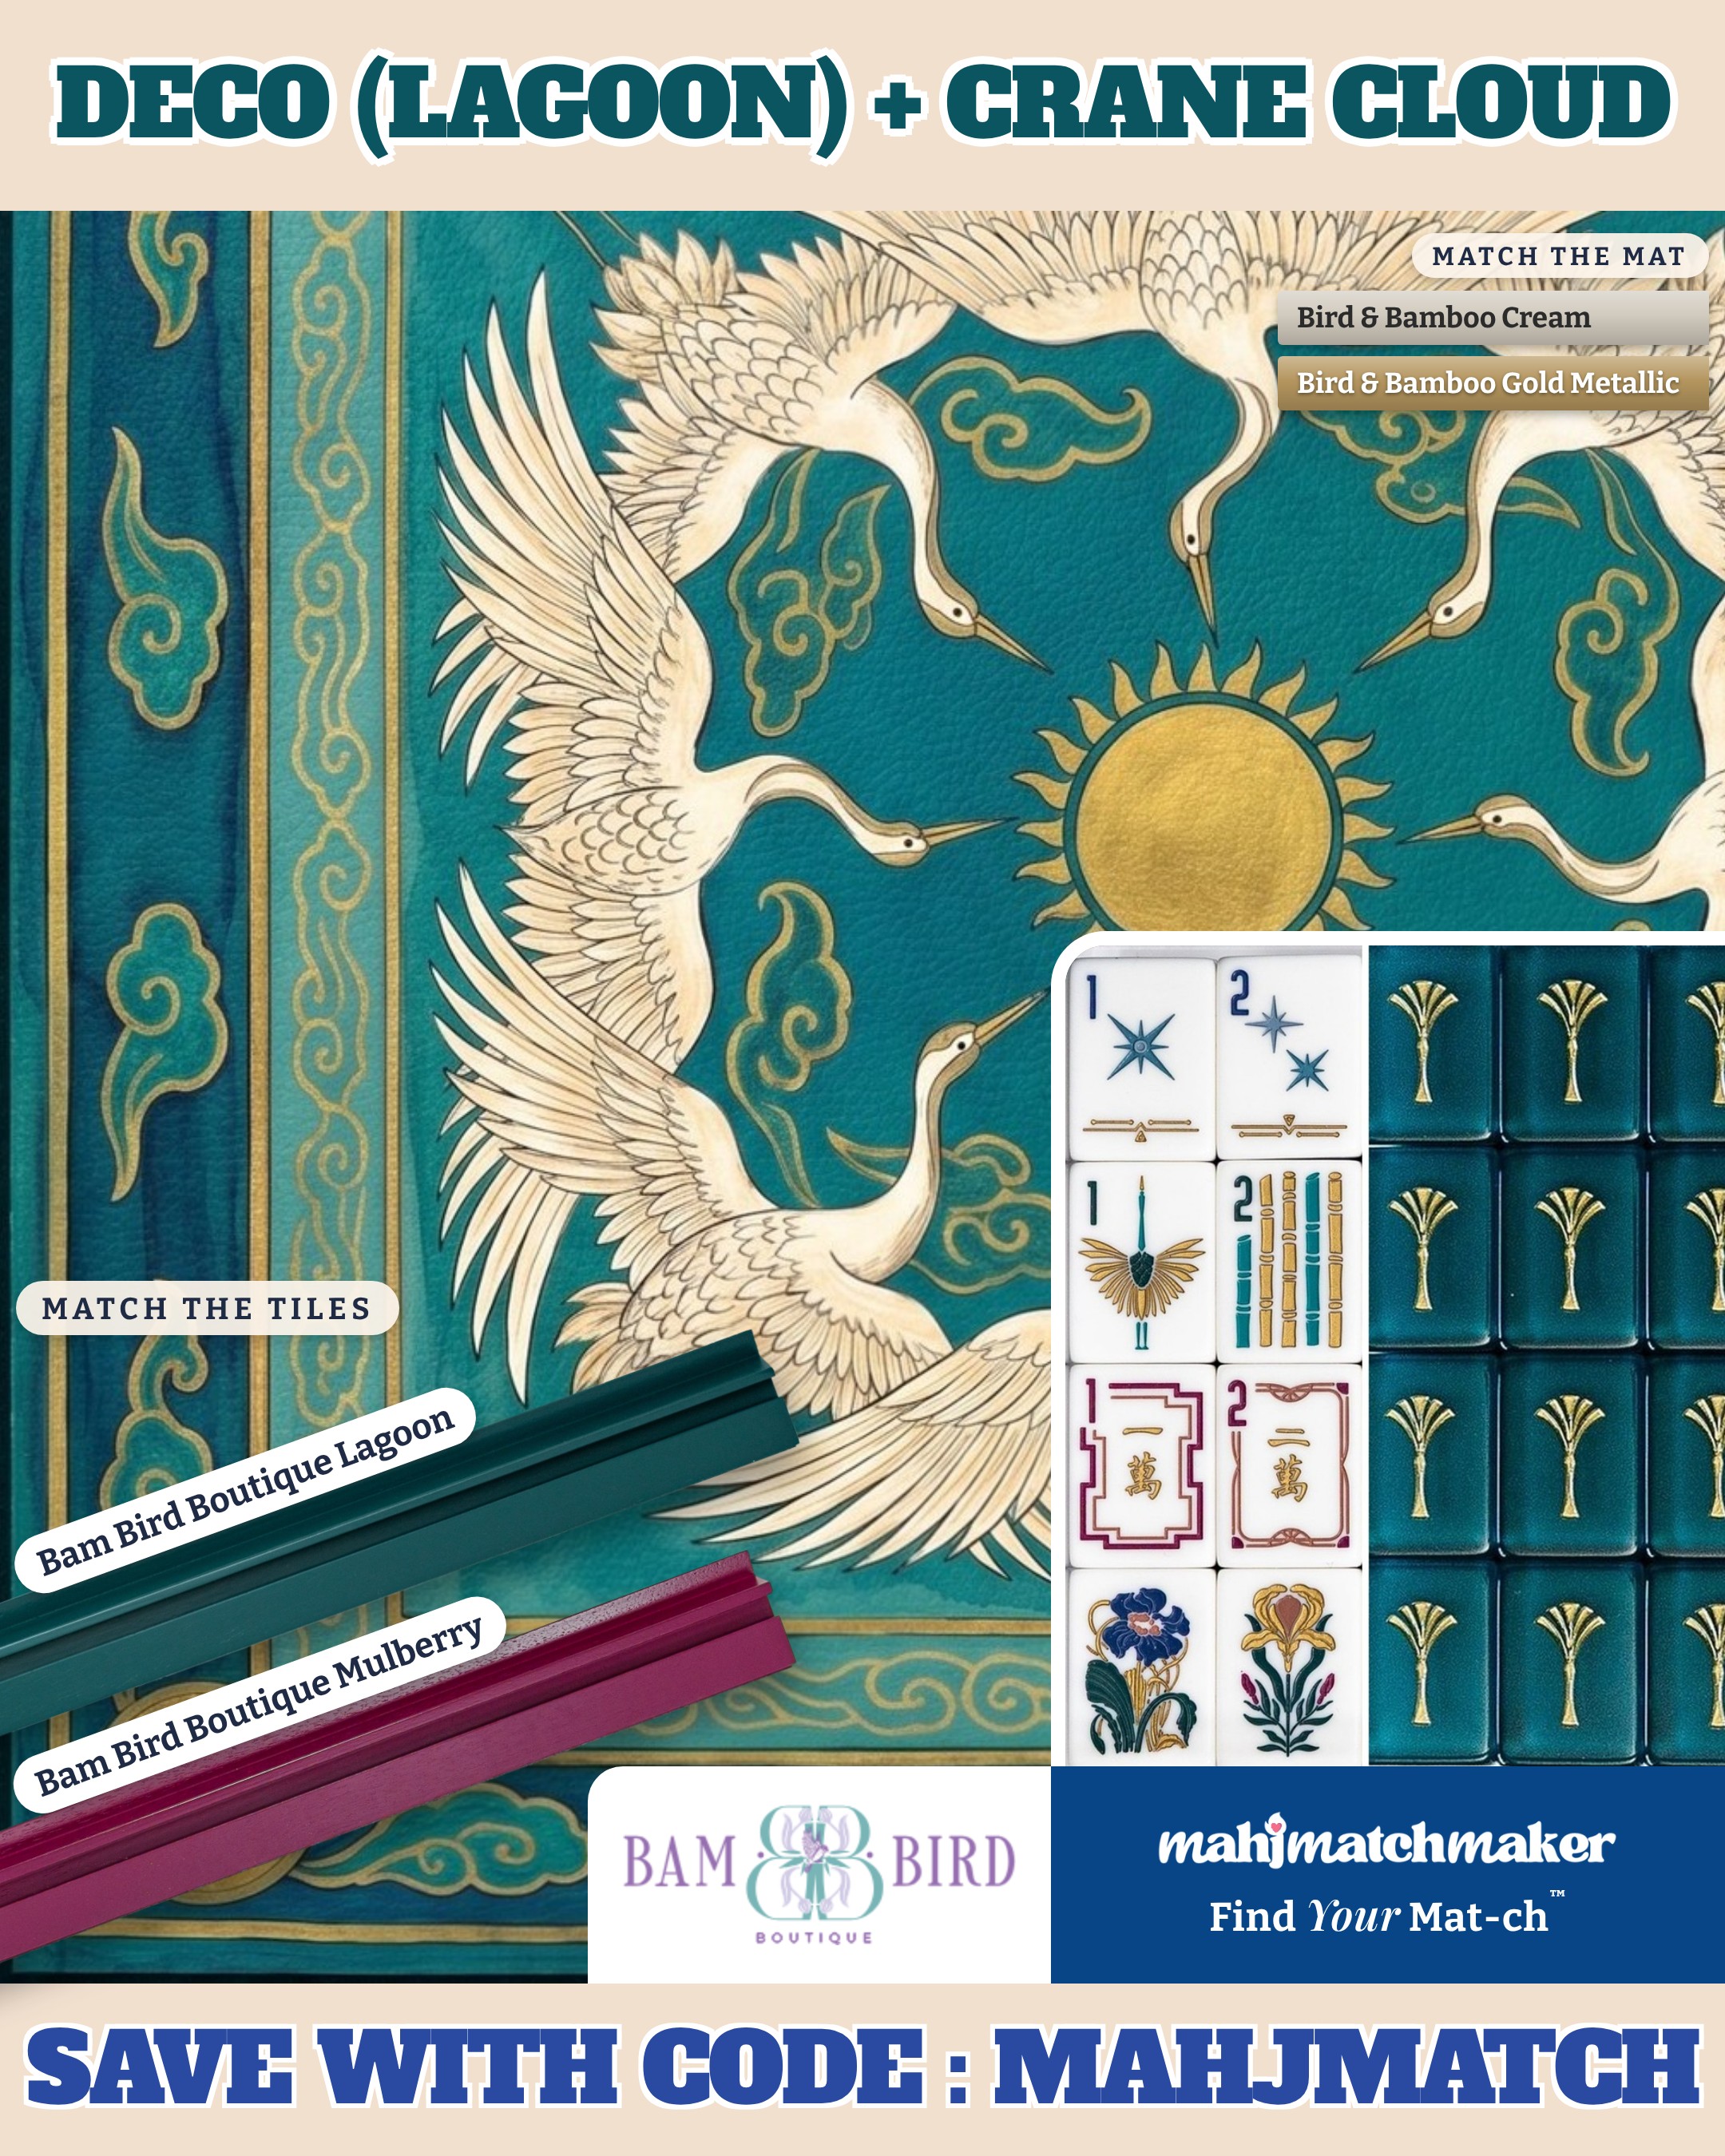 DECO (LAGOON) + CRANE CLOUD
MATCH THE MAT
Bird & Bamboo Cream
Bird & Bamboo Gold Metallic
1
2
1
2
1
一
萬
2
二
萬
MATCH THE TILES
Bam Bird Boutique Lagoon
Bam Bird Boutique Mulberry
BAM BIRD
BOUTIQUE
mahjmatchmaker
Find Your Mat-ch™
SAVE WITH CODE : MAHJMATCH